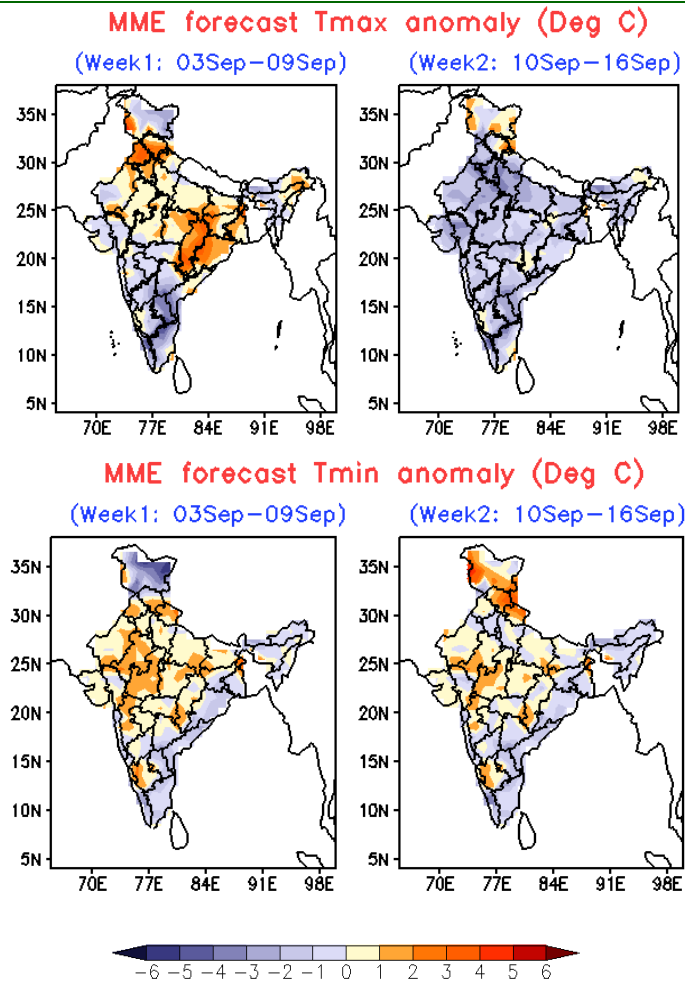 MME forecast Tmax anomaly (Deg C)
(Week1: 03Sep−09Sep) (Week2: 10Sep−16Sep)
35N 35N
30N 30N
25N 25N
20N 20N
15N 15N
10N 10N
5N 5N
70E 77E 84E 91E 98E 70E 77E 84E 91E 98E
MME forecast Tmin anomaly (Deg C)
(Week1: 03Sep−09Sep) (Week2: 10Sep−16Sep)
35N 35N
30N 30N
25N 25N
20N 20N
15N 15N
10N 10N
5N 5N
70E 77E 84E 91E 98E 70E 77E 84E 91E 98E
−6 −5 −4 −3 −2 −1 0 1 2 3 4 5 6